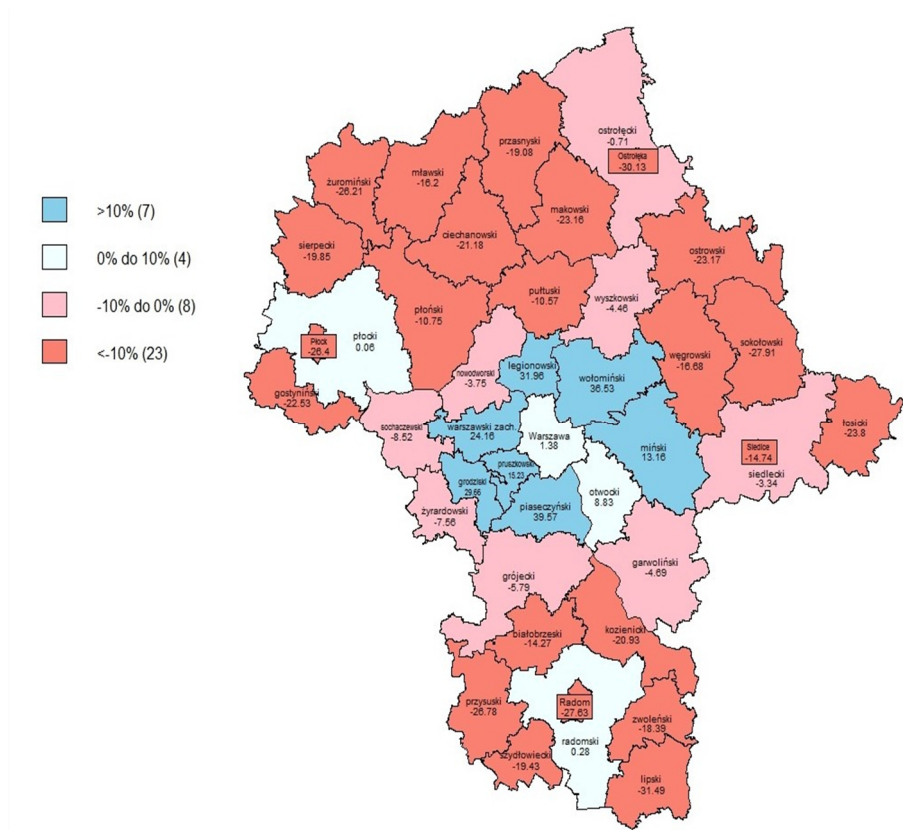 >10% (7)
0% do 10% (4)
-10% do 0% (8)
<-10% (23)
ostrołęcki
-0.71
Ostrołęka
-30.13
przasnyski
-19.08
mławski
-16.2
żuromiński
-26.21
makowski
-23.16
ciechanowski
-21.18
sierpecki
-19.85
ostrowski
-23.17
pułtuski
-10.57
wyszkowski
-4.46
płoński
-10.75
płocki
0.06
Płock
-26.4
sokołowski
-27.91
węgrowski
-16.68
nowodworski
-3.75
legionowski
31.96
wołomiński
36.53
gostyniński
-22.53
sochaczewski
-8.52
warszawski zach.
24.16
Warszawa
1.38
miński
13.16
łosicki
-23.8
Siedlce
-14.74
siedlecki
-3.34
pruszkowski
15.23
grodziski
29.66
otwocki
8.83
piaseczyński
39.57
żyrardowski
-7.56
garwoliński
-4.69
grójecki
-5.79
białobrzeski
-14.27
kozienicki
-20.93
przysuski
-26.78
Radom
-27.63
zwoleński
-18.39
radomski
0.28
szydłowiecki
-19.43
lipski
-31.49